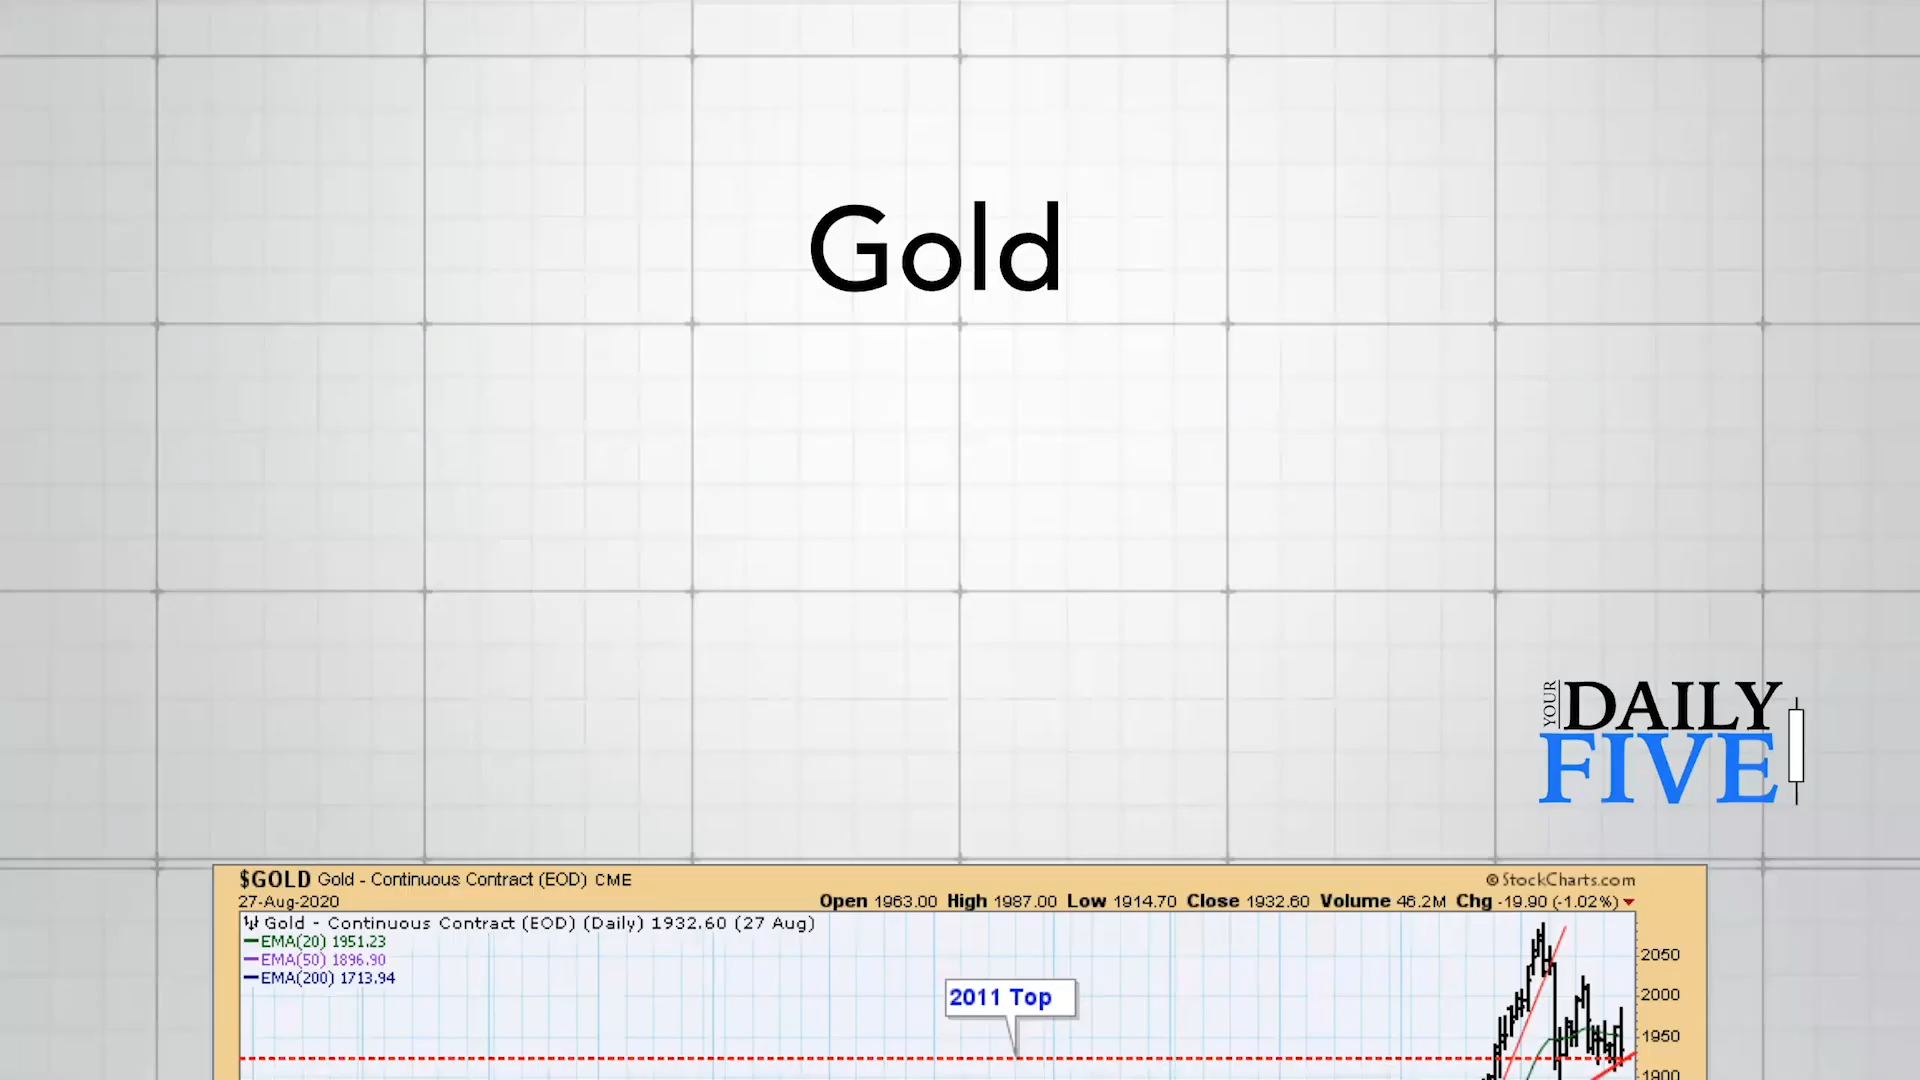 Gold
YOUR
DAILY
FIVE
$GOLD Gold - Continuous Contract (EOD) CME
© StockCharts.com
27-Aug-2020
Open 1963.00 High 1987.00 Low 1914.70 Close 1932.60 Volume 46.2M Chg -19.90 (-1.02%)
Gold - Continuous Contract (EOD) (Daily) 1932.60 (27 Aug)
EMA(20) 1951.23
EMA(50) 1896.90
EMA(200) 1713.94
2011 Top
2050
2000
1950
1900